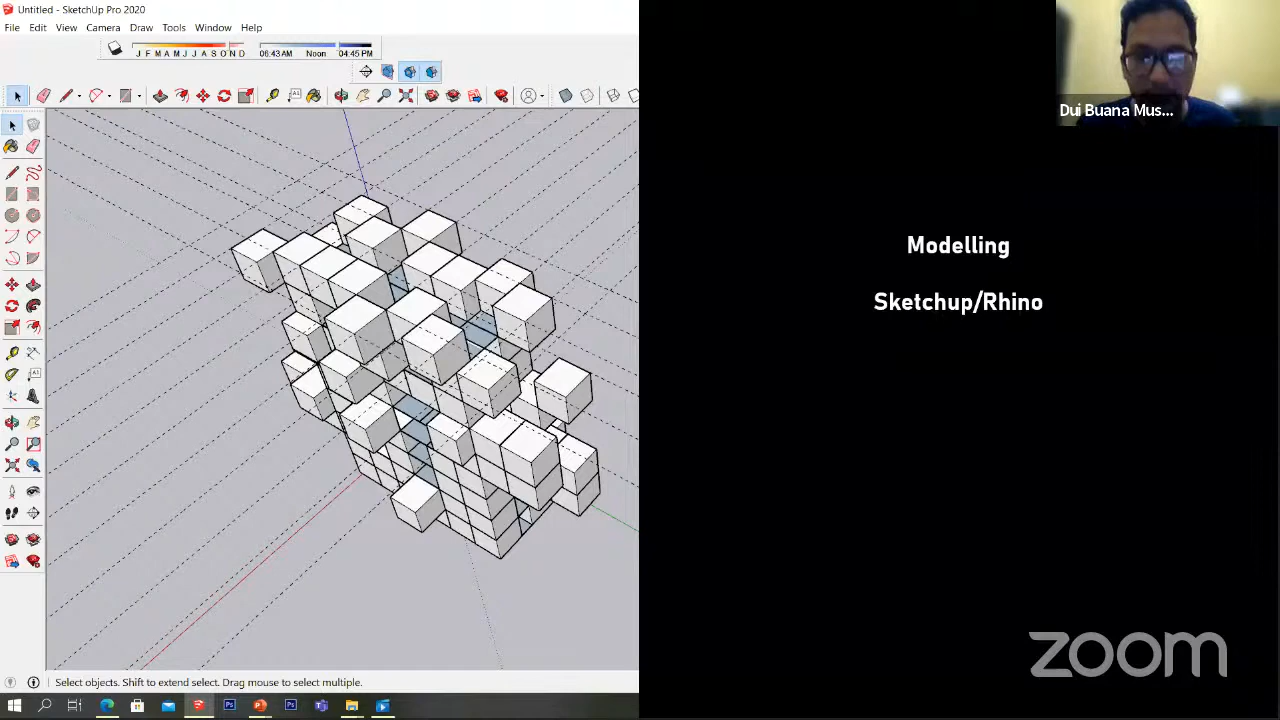 Untitled - SketchUp Pro 2020
File Edit View Camera Draw Tools Window Help
J F M A M J J A S O N D
06:43 AM Noon 04:45 PM
Select objects. Shift to extend select. Drag mouse to select multiple.
Dui Buana Mus...
Modelling
Sketchup/Rhino
zoom